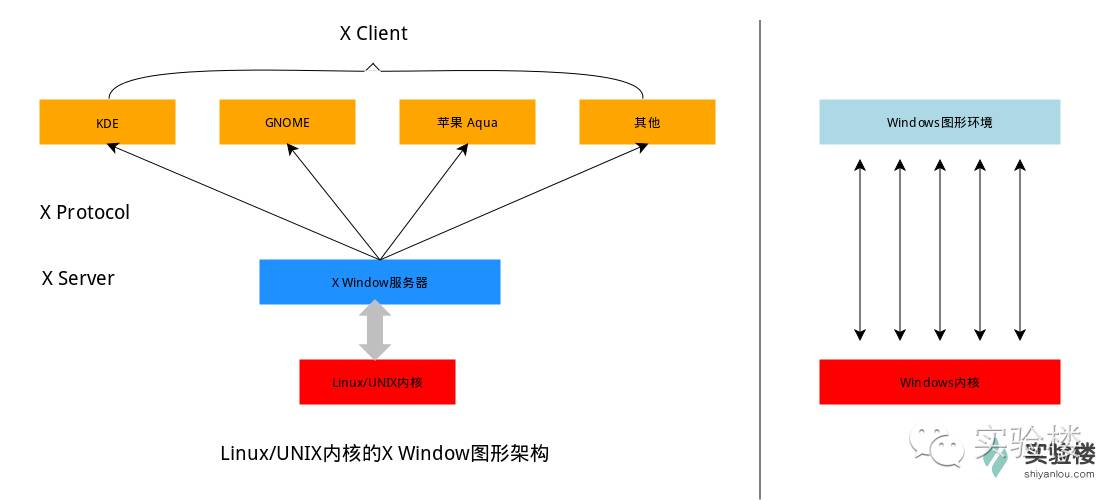 X Client
KDE
GNOME
苹果 Aqua
其他
X Protocol
X Server
X Window服务器
Linux/UNIX内核
Linux/UNIX内核的X Window图形架构
Windows图形环境
Windows内核
实验楼
实验楼
shiyanlou.com